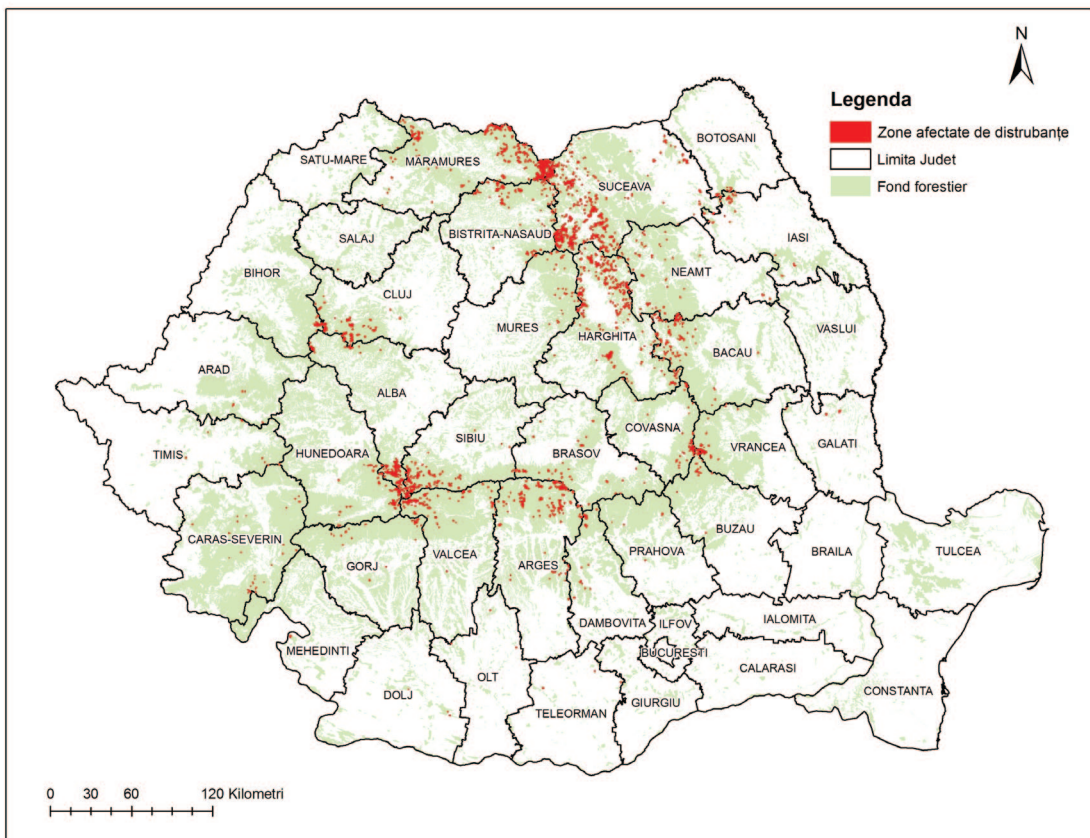 N
Legenda
Zone afectate de distrubanțe
Limita Judet
Fond forestier
BOTOSANI
SATU-MARE
MARAMURES
SUCEAVA
SALAJ
BISTRITA-NASAUD
IASI
BIHOR
NEAMT
CLUJ
MURES
HARGHITA
VASLUI
BACAU
ARAD
ALBA
COVASNA
SIBIU
VRANCEA
GALATI
TIMIS
HUNEDOARA
BRASOV
BUZAU
CARAS-SEVERIN
PRAHOVA
BRAILA
TULCEA
GORJ
VALCEA
ARGES
DAMBOVITA
ILFOV
IALOMITA
MEHEDINTI
BUCURESTI
CALARASI
OLT
DOLJ
CONSTANTA
TELEORMAN
GIURGIU
0 30 60 120 Kilometri